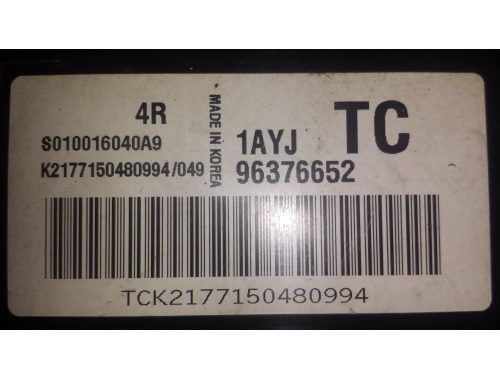 4R
S010016040A9
K2177150480994/049
MADE IN KOREA
TC
1AYJ
96376652
TCK2177150480994